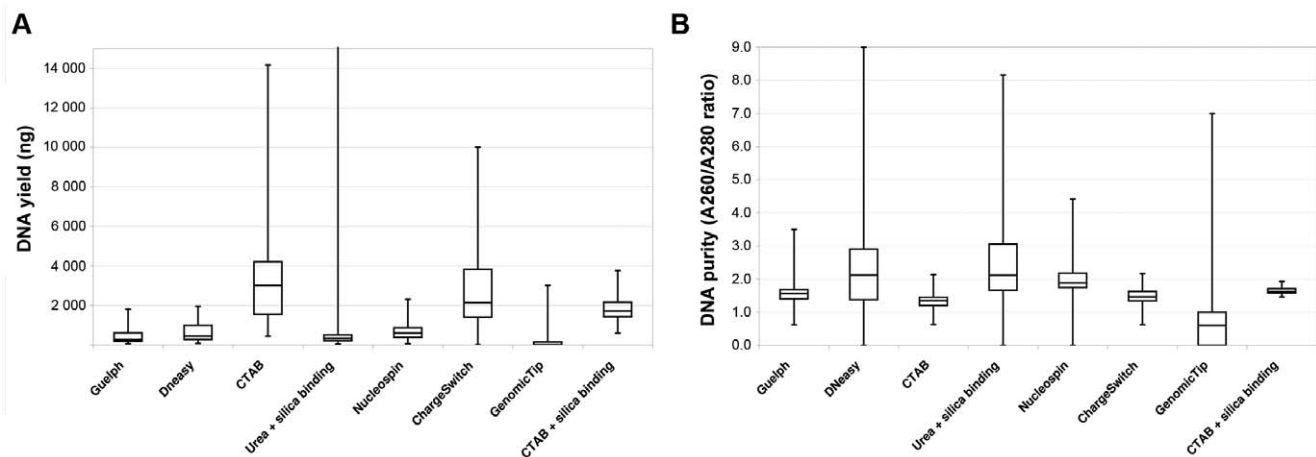 A
DNA yield (ng)
14 000
12 000
10 000
8 000
6 000
4 000
2 000
Guelph
Dneasy
CTAB
Urea + silica binding
Nucleospin
ChargeSwitch
GenomicTip
CTAB + silica binding
B
DNA purity (A260/A280 ratio)
9.0
8.0
7.0
6.0
5.0
4.0
3.0
2.0
1.0
0.0
Guelph
DNeasy
CTAB
Urea + silica binding
Nucleospin
ChargeSwitch
GenomicTip
CTAB + silica binding